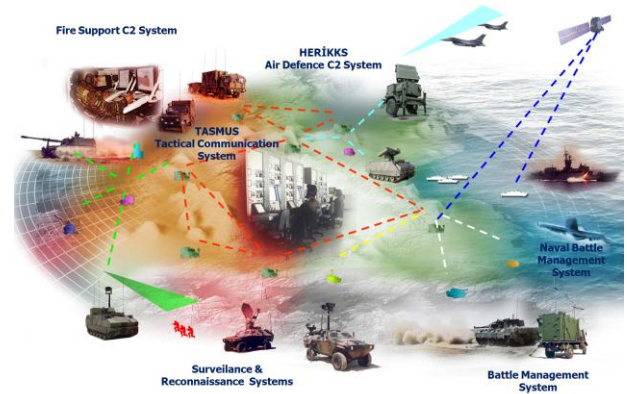 Fire Support C2 System
HERİKKS
Air Defence C2 System
TASMUS
Tactical Communication
System
Naval Battle
Management
System
Surveilance &
Reconnaissance Systems
Battle Management
System